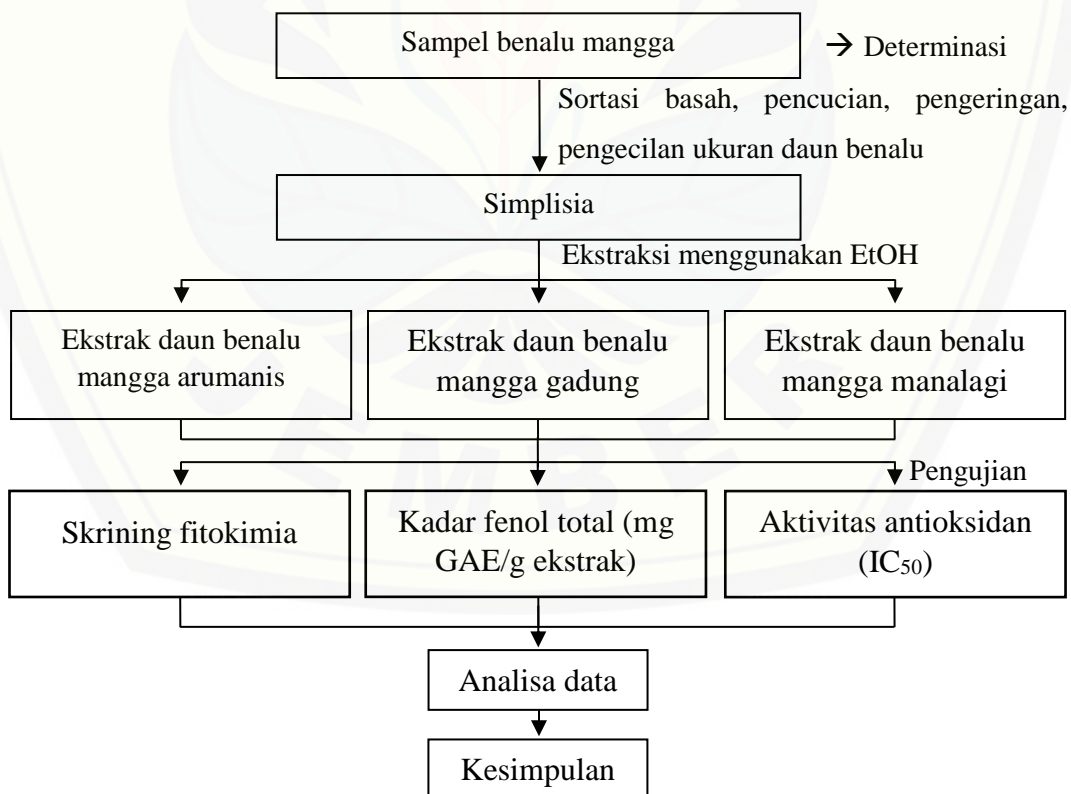 Sampel benalu mangga
→ Determinasi
Sortasi basah, pencucian, pengeringan,
pengecilan ukuran daun benalu
Simplisia
Ekstraksi menggunakan EtOH
Ekstrak daun benalu
mangga arumanis
Ekstrak daun benalu
mangga gadung
Ekstrak daun benalu
mangga manalagi
Pengujian
Skrining fitokimia
Kadar fenol total (mg
GAE/g ekstrak)
Aktivitas antioksidan
(IC₅₀)
Analisa data
Kesimpulan
JEMBER